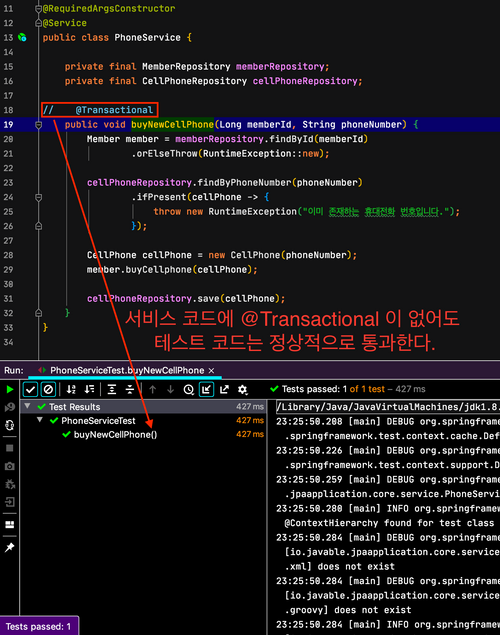 11 @RequiredArgsConstructor
12 @Service
13 public class PhoneService {
14
15 private final MemberRepository memberRepository;
16 private final CellPhoneRepository cellPhoneRepository;
17
18 // @Transactional
19 public void buyNewCellPhone(Long memberId, String phoneNumber) {
20 Member member = memberRepository.findById(memberId)
21 .orElseThrow(RuntimeException::new);
22
23 cellPhoneRepository.findByPhoneNumber(phoneNumber)
24 .ifPresent(cellPhone -> {
25 throw new RuntimeException("이미 존재하는 휴대전화 번호입니다.");
26 });
27
28 CellPhone cellPhone = new CellPhone(phoneNumber);
29 member.buyCellphone(cellPhone);
30
31 cellPhoneRepository.save(cellPhone);
32 }
33 }
34
서비스 코드에 @Transactional 이 없어도
테스트 코드는 정상적으로 통과한다.
Run: PhoneServiceTest.buyNewCellPhone ×
Tests passed: 1 of 1 test – 427 ms
Test Results 427 ms
PhoneServiceTest 427 ms
buyNewCellPhone() 427 ms
/Library/Java/JavaVirtualMachines/jdk1.8.
23:25:50.208 [main] DEBUG org.springframew
.springframework.test.context.cache.Def
23:25:50.226 [main] DEBUG org.springframew
.springframework.test.context.support.D
23:25:50.259 [main] DEBUG org.springframew
.jpaapplication.core.service.PhoneServi
23:25:50.280 [main] INFO org.springframew
@ContextHierarchy found for test class
23:25:50.284 [main] DEBUG org.springframew
[io.javable.jpaapplication.core.service
.xml] does not exist
23:25:50.284 [main] DEBUG org.springframew
[io.javable.jpaapplication.core.service
.groovy] does not exist
23:25:50.284 [main] INFO org.springframew
Tests passed: 1